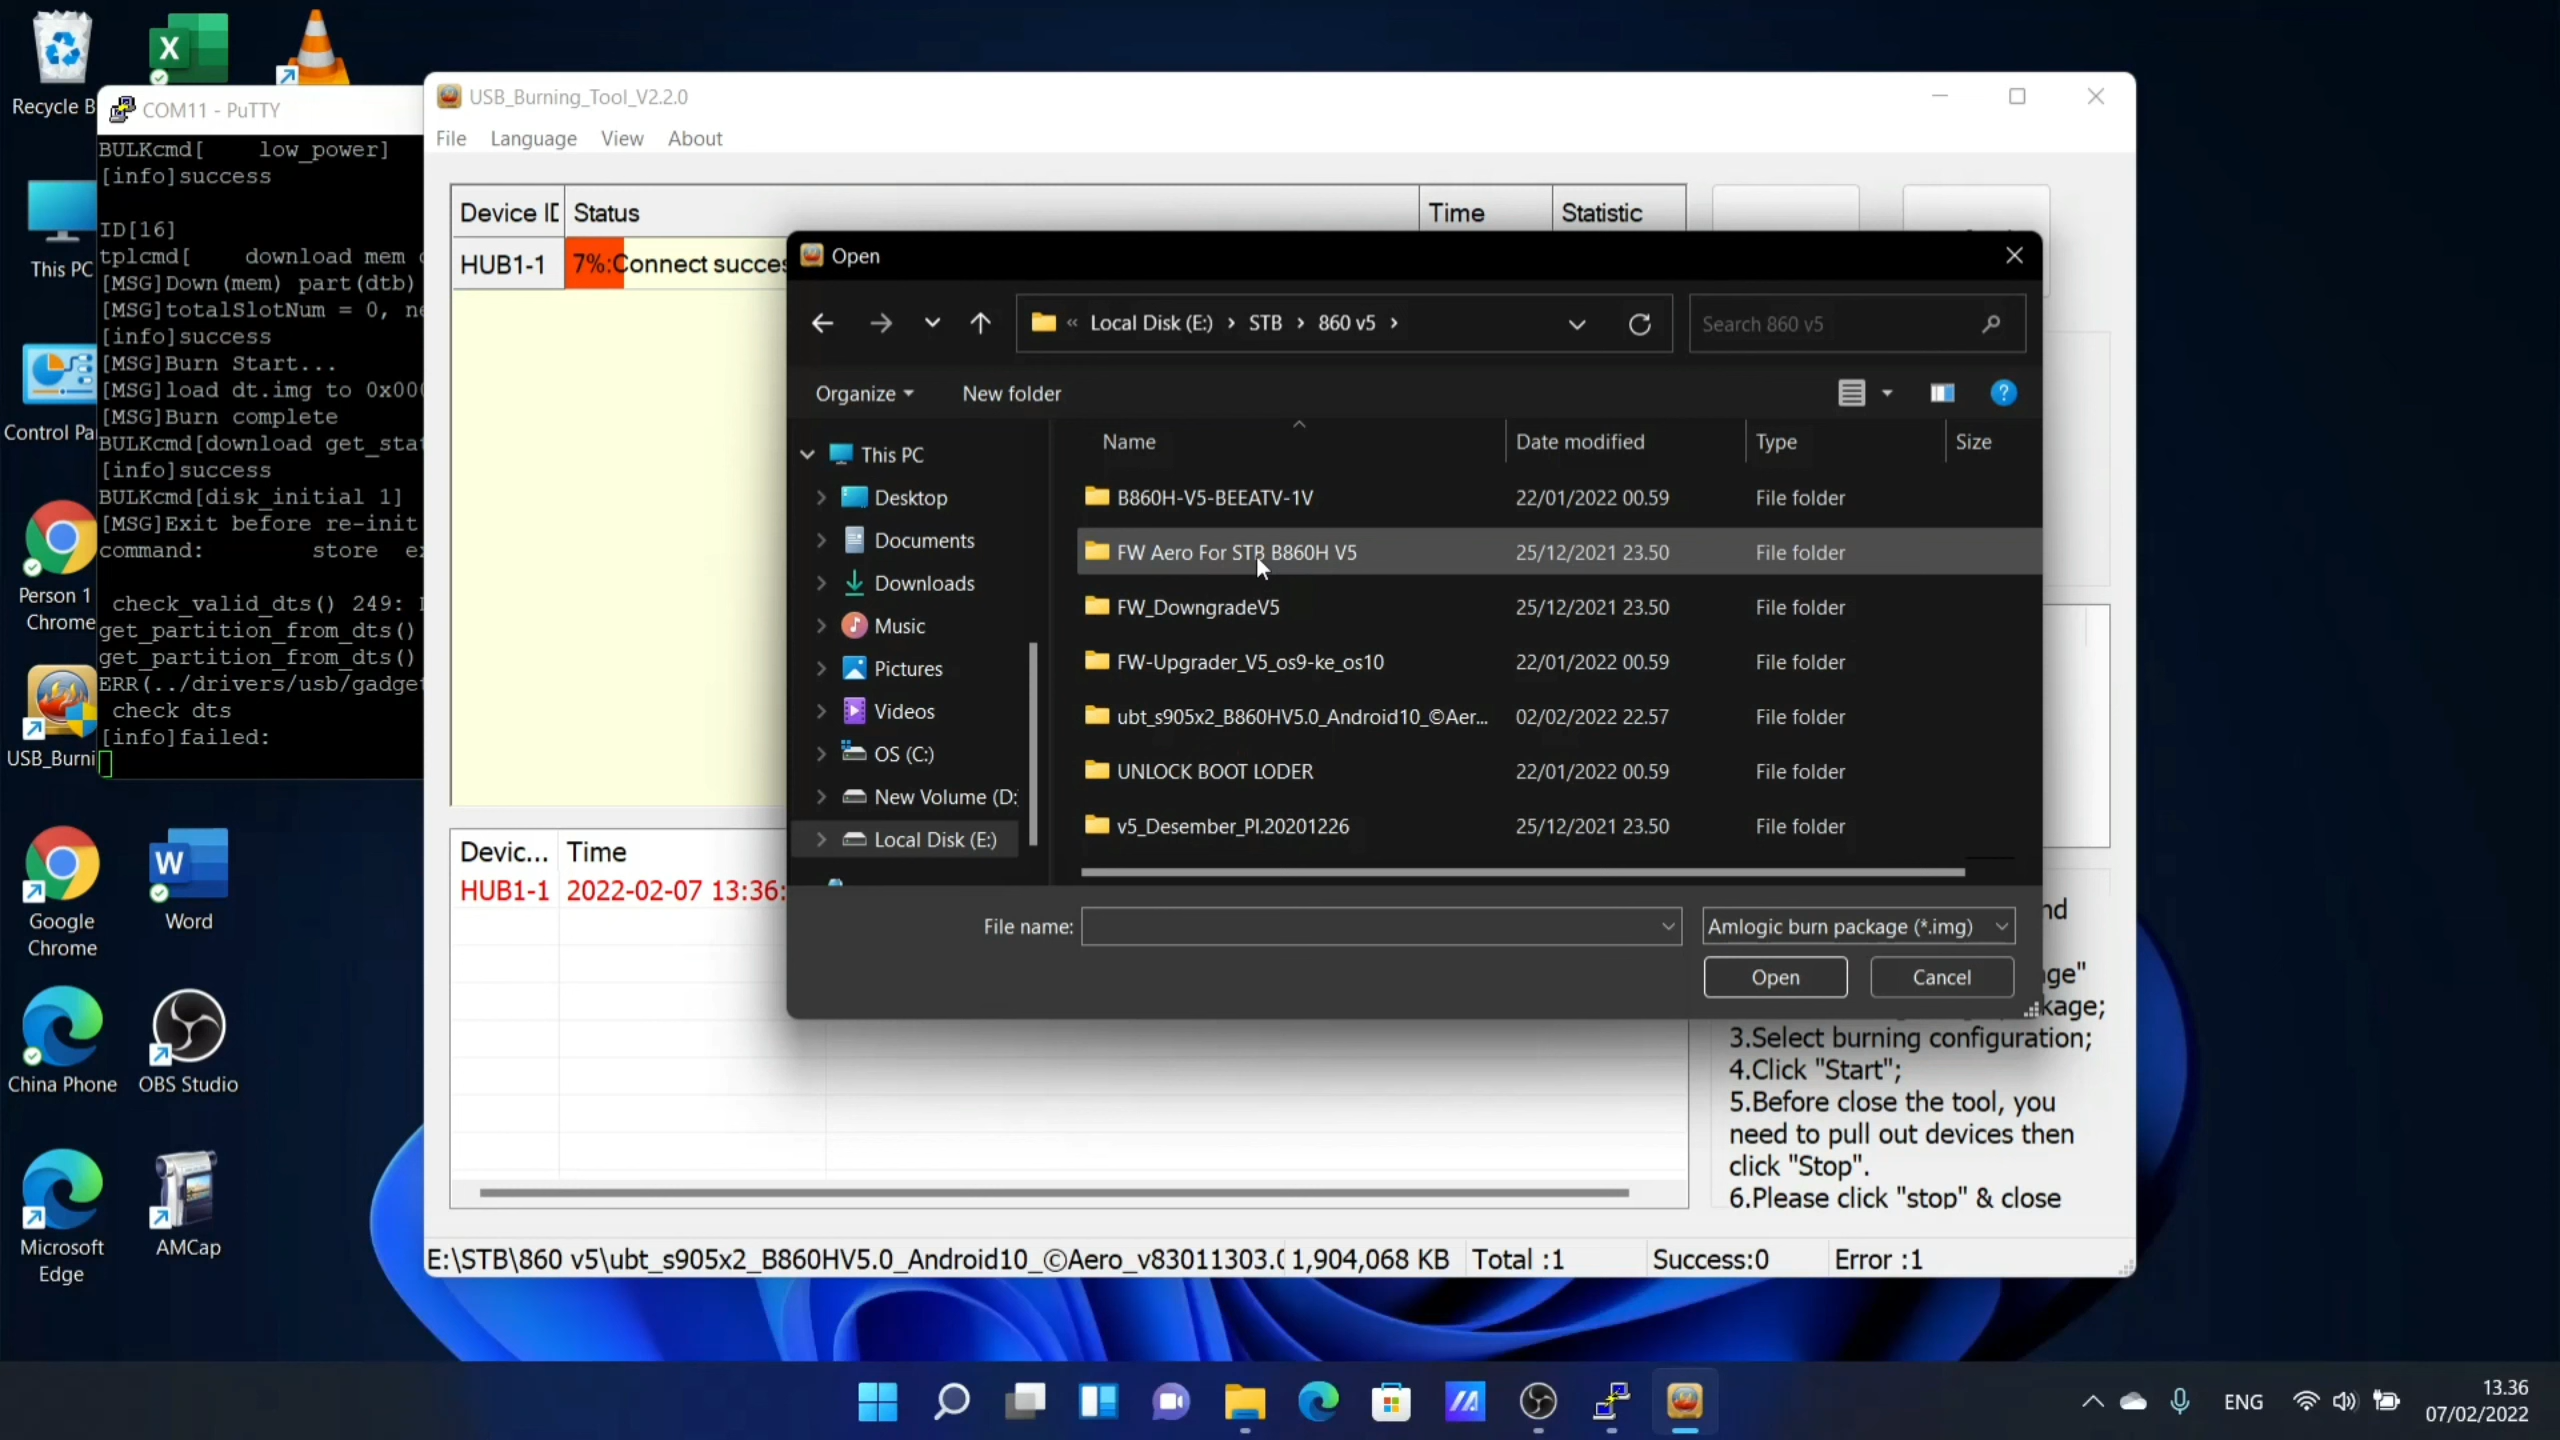 Recycle B
COM11 - PuTTY
BULKcmd[    low_power]
[info]success
ID[16]
tplcmd[    download mem
[MSG]Down(mem) part(dtb)
[MSG]totalSlotNum = 0, ne
[info]success
[MSG]Burn Start...
[MSG]load dt.img to 0x000
[MSG]Burn complete
BULKcmd[download get_stat
[info]success
BULKcmd[disk_initial 1]
[MSG]Exit before re-init
command:        store  ex
check_valid_dts() 249:
get_partition_from_dts()
get_partition_from_dts()
ERR(../drivers/usb/gadget
check dts
[info]failed:
This PC
Control Pa
Person 1
Chrome
USB_Burni
Google
Chrome
Word
China Phone
OBS Studio
Microsoft
Edge
AMCap
USB_Burning_Tool_V2.2.0
File Language View About
Device ID Status Time Statistic
HUB1-1 7%:Connect succes
Open
« Local Disk (E:) › STB › 860 v5 ›
Search 860 v5
Organize New folder
Name Date modified Type Size
This PC
Desktop
Documents
Downloads
Music
Pictures
Videos
OS (C:)
New Volume (D:
Local Disk (E:)
B860H-V5-BEEATV-1V 22/01/2022 00.59 File folder
FW Aero For STB B860H V5 25/12/2021 23.50 File folder
FW_DowngradeV5 25/12/2021 23.50 File folder
FW-Upgrader_V5_os9-ke_os10 22/01/2022 00.59 File folder
ubt_s905x2_B860HV5.0_Android10_©Aer... 02/02/2022 22.57 File folder
UNLOCK BOOT LODER 22/01/2022 00.59 File folder
v5_Desember_PI.20201226 25/12/2021 23.50 File folder
File name: Amlogic burn package (*.img)
Open Cancel
Devic... Time
HUB1-1 2022-02-07 13:36:
nd
ge"
kage;
3.Select burning configuration;
4.Click "Start";
5.Before close the tool, you
need to pull out devices then
click "Stop".
6.Please click "stop" & close
E:\STB\860 v5\ubt_s905x2_B860HV5.0_Android10_©Aero_v83011303.0 1,904,068 KB Total :1 Success:0 Error :1
ENG
13.36
07/02/2022